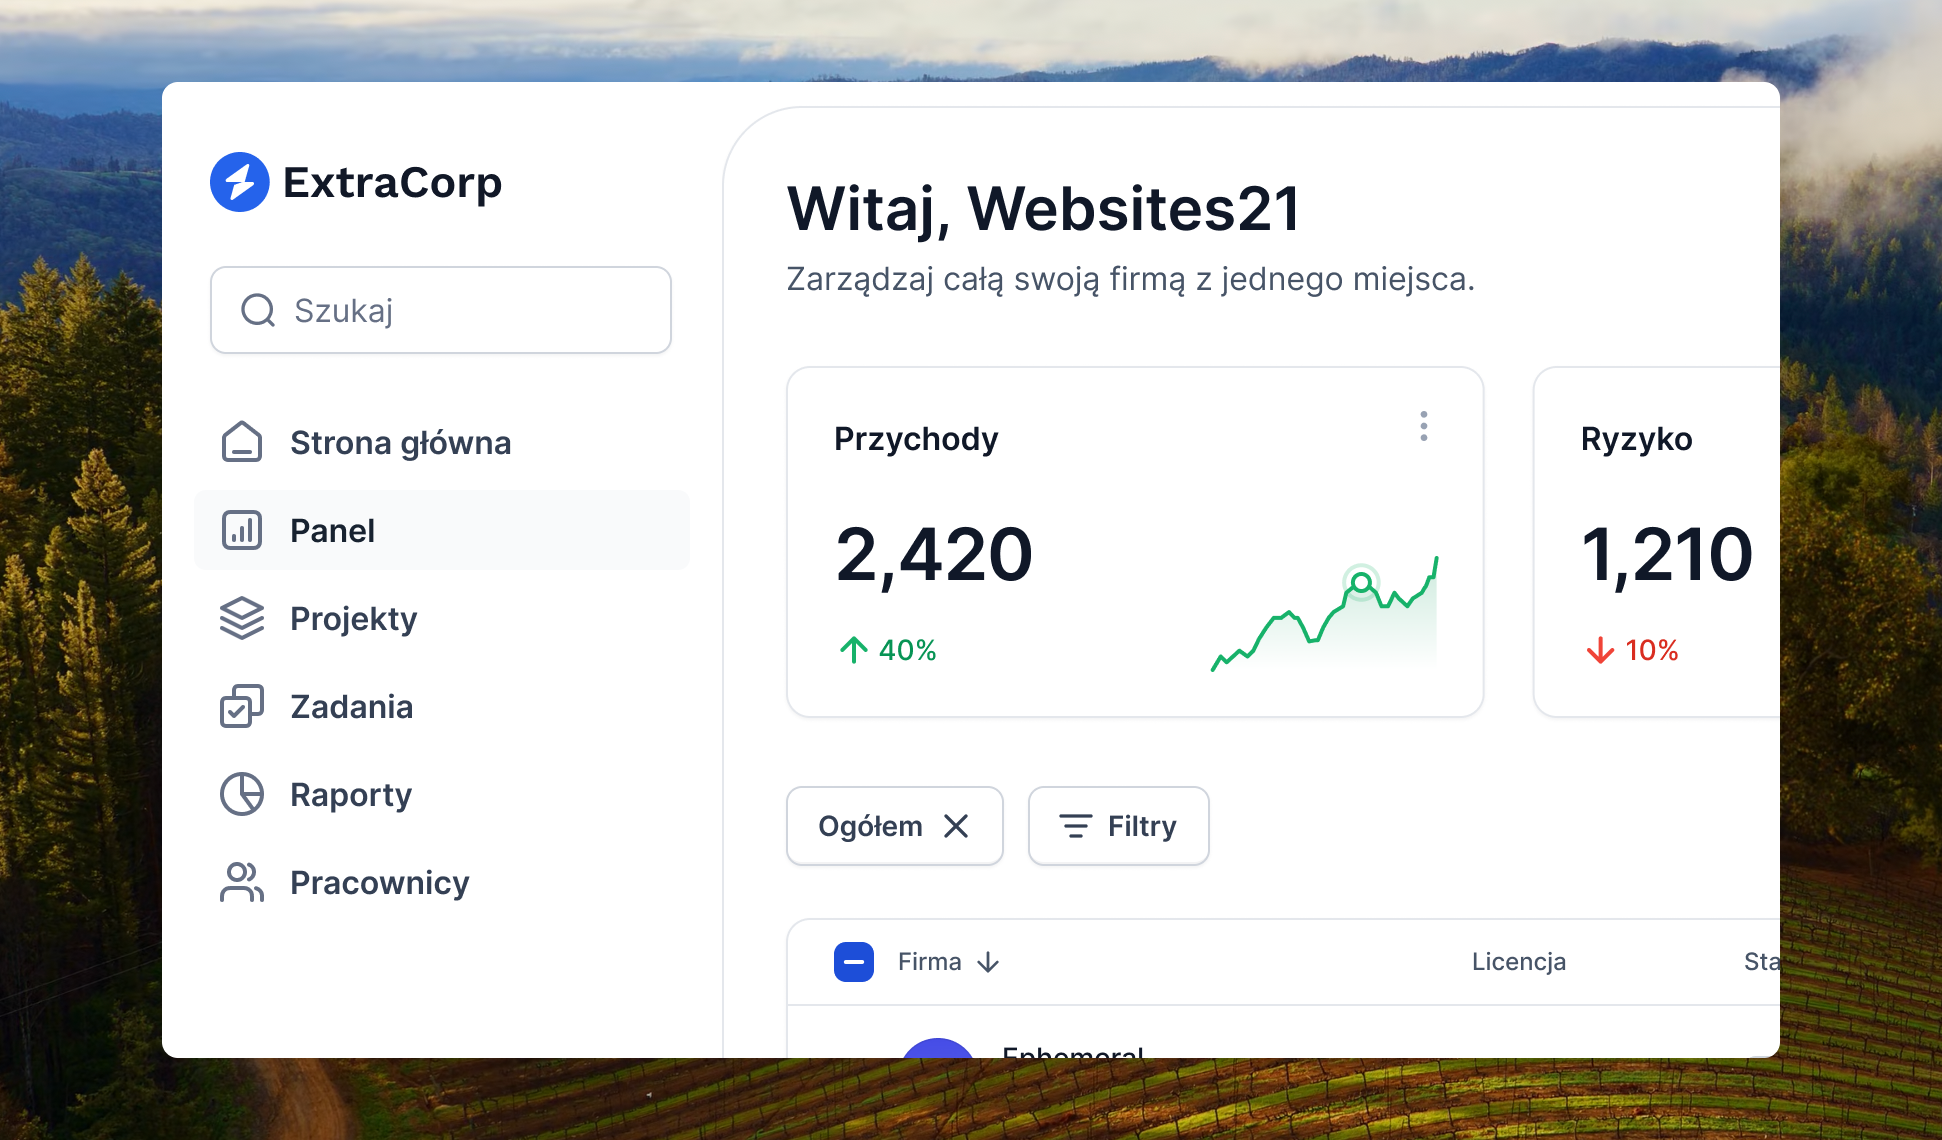 ExtraCorp
Szukaj
Strona główna
Panel
Projekty
Zadania
Raporty
Pracownicy
Witaj, Websites21
Zarządzaj całą swoją firmą z jednego miejsca.
Przychody
2,420
40%
Ryzyko
1,210
10%
Ogółem
Filtry
Firma
Licencja
Sta
Ephemeral